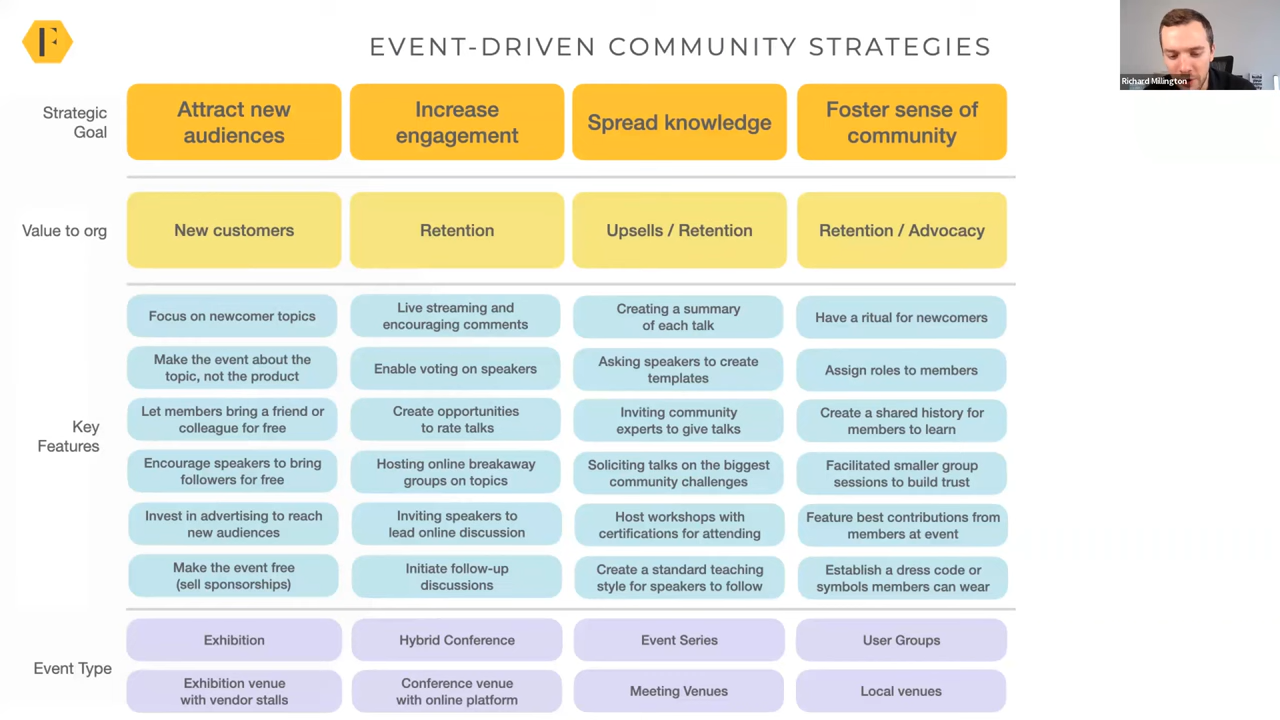 F
EVENT-DRIVEN COMMUNITY STRATEGIES
Richard Millington
Strategic
Goal
Attract new
audiences
Increase
engagement
Spread knowledge
Foster sense of
community
Value to org
New customers
Retention
Upsells / Retention
Retention / Advocacy
Key
Features
Focus on newcomer topics
Live streaming and
encouraging comments
Creating a summary
of each talk
Have a ritual for newcomers
Make the event about the
topic, not the product
Enable voting on speakers
Asking speakers to create
templates
Assign roles to members
Let members bring a friend or
colleague for free
Create opportunities
to rate talks
Inviting community
experts to give talks
Create a shared history for
members to learn
Encourage speakers to bring
followers for free
Hosting online breakaway
groups on topics
Soliciting talks on the biggest
community challenges
Facilitated smaller group
sessions to build trust
Invest in advertising to reach
new audiences
Inviting speakers to
lead online discussion
Host workshops with
certifications for attending
Feature best contributions from
members at event
Make the event free
(sell sponsorships)
Initiate follow-up
discussions
Create a standard teaching
style for speakers to follow
Establish a dress code or
symbols members can wear
Event Type
Exhibition
Hybrid Conference
Event Series
User Groups
Exhibition venue
with vendor stalls
Conference venue
with online platform
Meeting Venues
Local venues